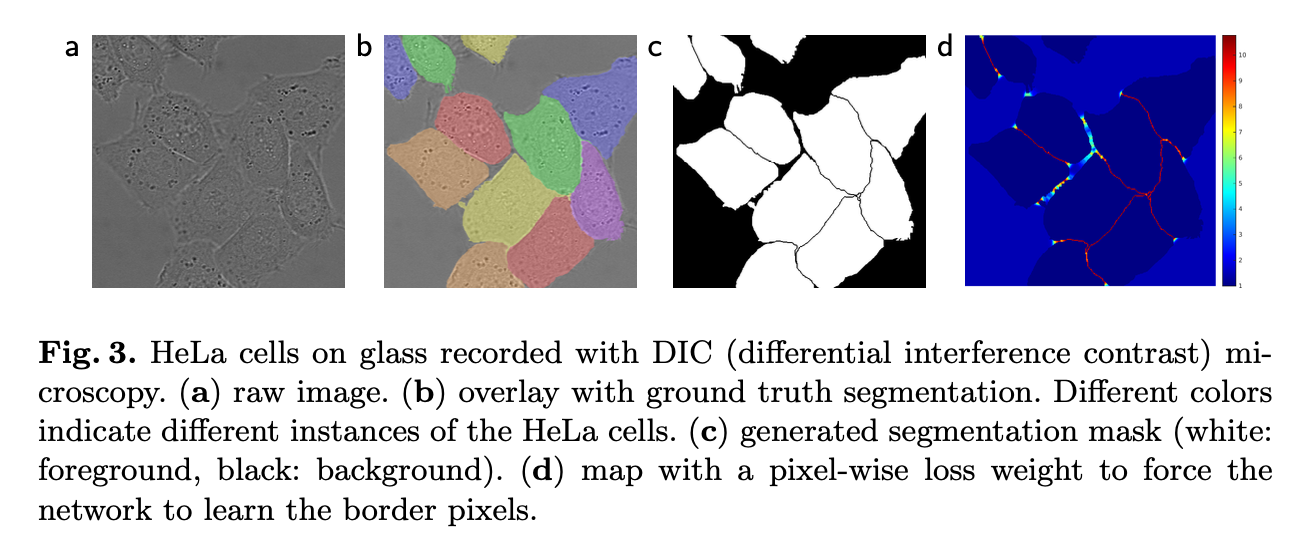 a
b
c
d
10
9
8
7
6
5
4
3
2
1
Fig. 3. HeLa cells on glass recorded with DIC (differential interference contrast) mi-
croscopy. (a) raw image. (b) overlay with ground truth segmentation. Different colors
indicate different instances of the HeLa cells. (c) generated segmentation mask (white:
foreground, black: background). (d) map with a pixel-wise loss weight to force the
network to learn the border pixels.